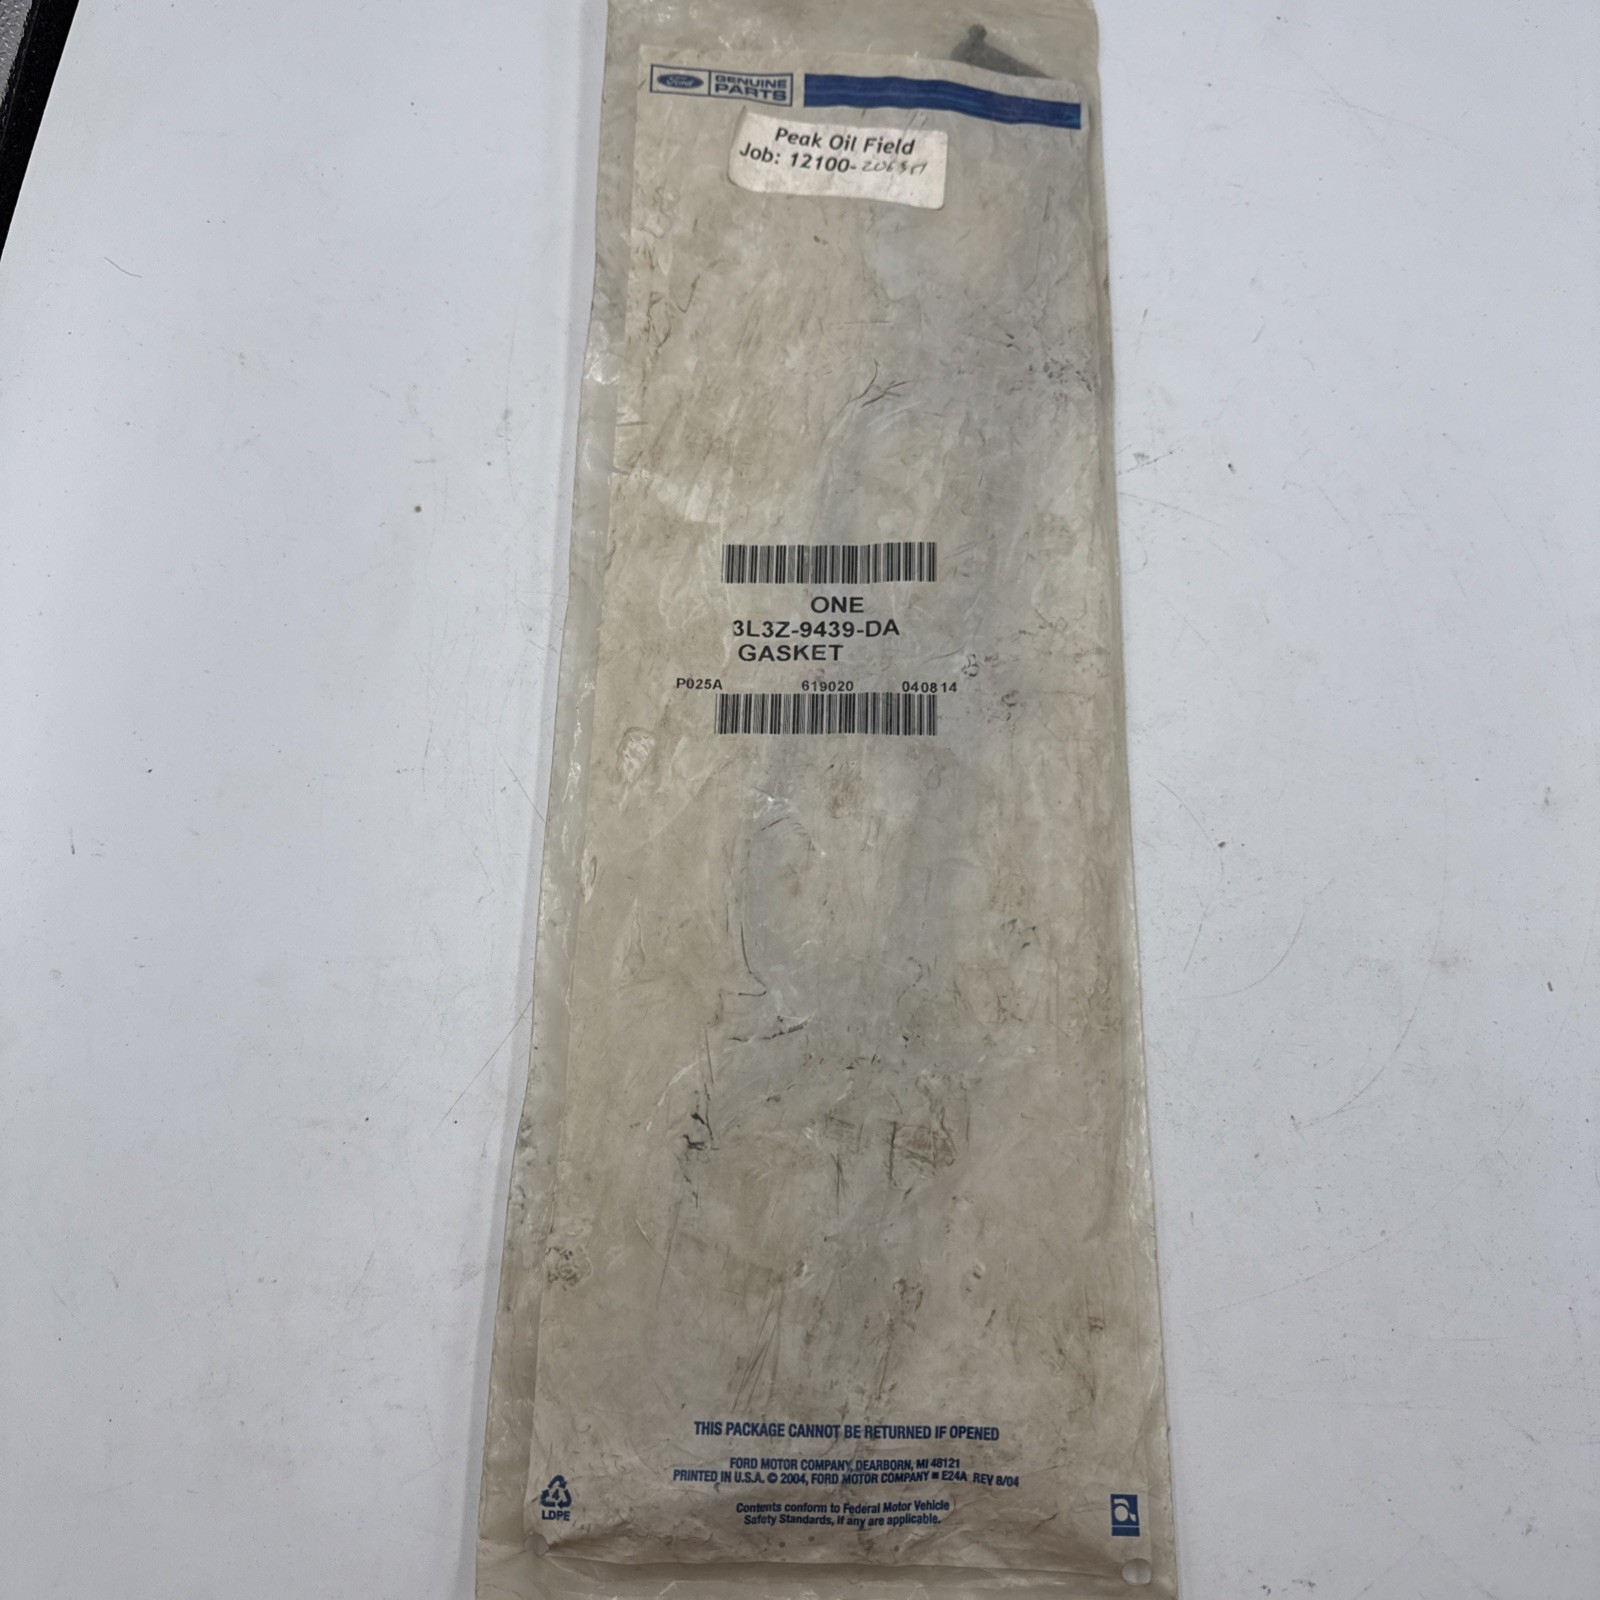 Ford GENUINE
PARTS
Peak Oil Field
Job: 12100-
ONE
3L3Z-9439-DA
GASKET
P025A 619020 040814
THIS PACKAGE CANNOT BE RETURNED IF OPENED
FORD MOTOR COMPANY, DEARBORN, MI 48121
PRINTED IN U.S.A. © 2004, FORD MOTOR COMPANY ■ E24A REV 8/04
Contents conform to Federal Motor Vehicle
Safety Standards, if any are applicable.
4
LDPE